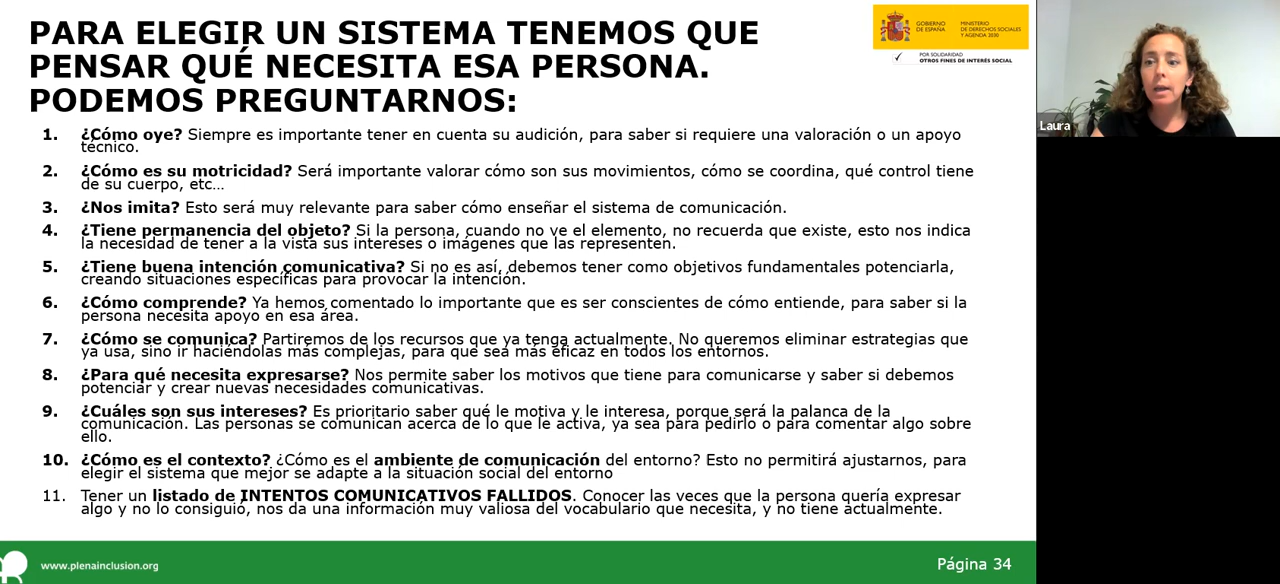 PARA ELEGIR UN SISTEMA TENEMOS QUE
PENSAR QUÉ NECESITA ESA PERSONA.
PODEMOS PREGUNTARNOS:
GOBIERNO
DE ESPAÑA
MINISTERIO
DE DERECHOS SOCIALES
Y AGENDA 2030
POR SOLIDARIDAD
OTROS FINES DE INTERÉS SOCIAL
1. ¿Cómo oye? Siempre es importante tener en cuenta su audición, para saber si requiere una valoración o un apoyo
técnico.
2. ¿Cómo es su motricidad? Será importante valorar cómo son sus movimientos, cómo se coordina, qué control tiene
de su cuerpo, etc...
3. ¿Nos imita? Esto será muy relevante para saber cómo enseñar el sistema de comunicación.
4. ¿Tiene permanencia del objeto? Si la persona, cuando no ve el elemento, no recuerda que existe, esto nos indica
la necesidad de tener a la vista sus intereses o imágenes que las representen.
5. ¿Tiene buena intención comunicativa? Si no es así, debemos tener como objetivos fundamentales potenciarla,
creando situaciones específicas para provocar la intención.
6. ¿Cómo comprende? Ya hemos comentado lo importante que es ser conscientes de cómo entiende, para saber si la
persona necesita apoyo en esa área.
7. ¿Cómo se comunica? Partiremos de los recursos que ya tenga actualmente. No queremos eliminar estrategias que
ya usa, sino ir haciéndolas más complejas, para que sea más eficaz en todos los entornos.
8. ¿Para qué necesita expresarse? Nos permite saber los motivos que tiene para comunicarse y saber si debemos
potenciar y crear nuevas necesidades comunicativas.
9. ¿Cuáles son sus intereses? Es prioritario saber qué le motiva y le interesa, porque será la palanca de la
comunicación. Las personas se comunican acerca de lo que le activa, ya sea para pedirlo o para comentar algo sobre
ello.
10. ¿Cómo es el contexto? ¿Cómo es el ambiente de comunicación del entorno? Esto no permitirá ajustarnos, para
elegir el sistema que mejor se adapte a la situación social del entorno
11. Tener un listado de INTENTOS COMUNICATIVOS FALLIDOS. Conocer las veces que la persona quería expresar
algo y no lo consiguió, nos da una información muy valiosa del vocabulario que necesita, y no tiene actualmente.
www.plenainclusion.org
Página 34
Laura